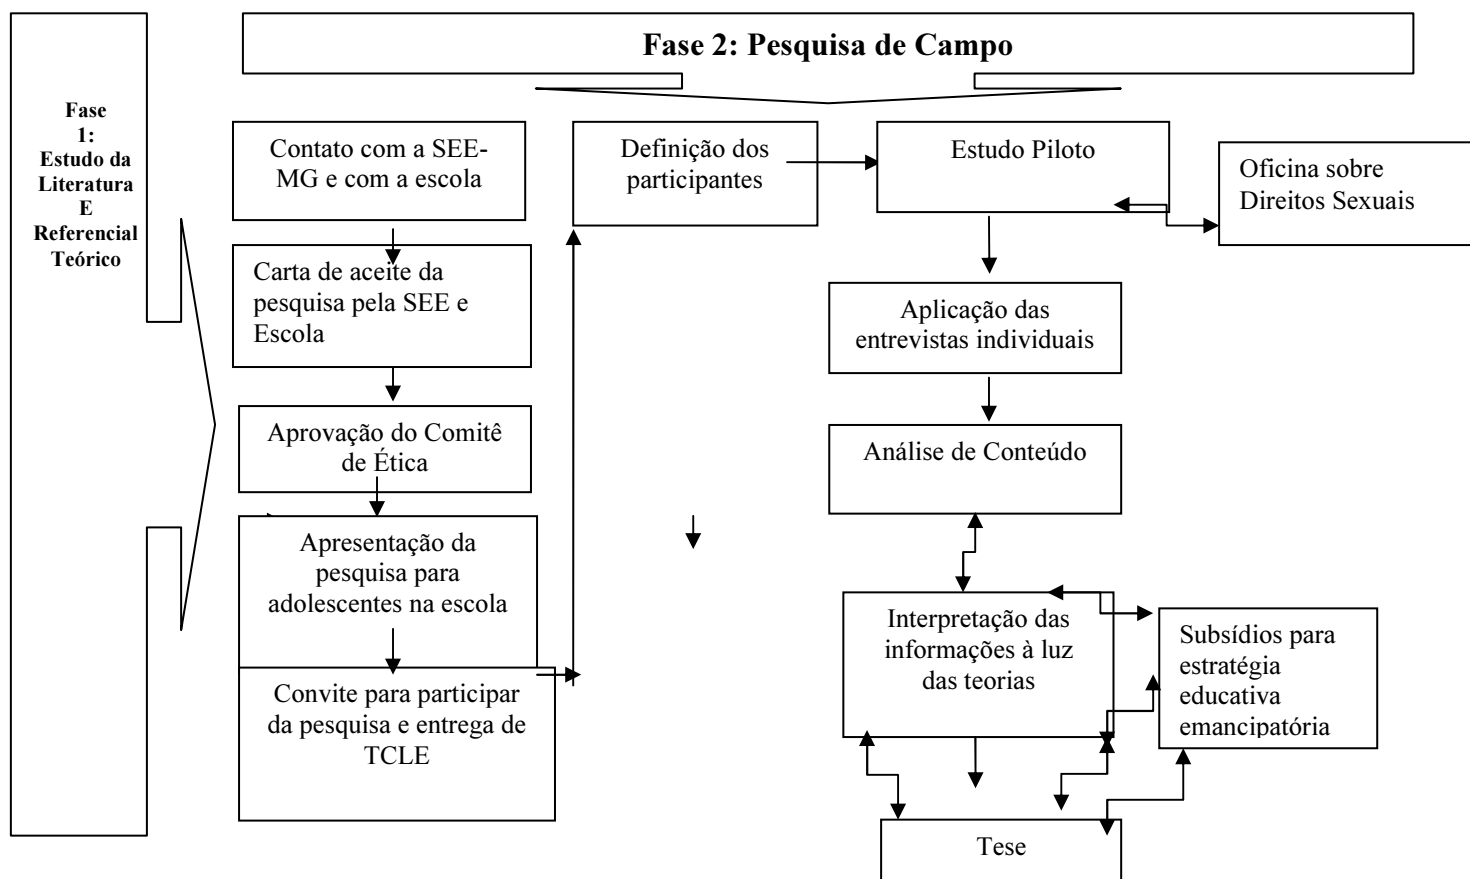 Fase 2: Pesquisa de Campo
Fase
1:
Estudo da
Literatura
E
Referencial
Teórico
Contato com a SEE-
MG e com a escola
Carta de aceite da
pesquisa pela SEE e
Escola
Aprovação do Comitê
de Ética
Apresentação da
pesquisa para
adolescentes na escola
Convite para participar
da pesquisa e entrega de
TCLE
Definição dos
participantes
Estudo Piloto
Oficina sobre
Direitos Sexuais
Aplicação das
entrevistas individuais
Análise de Conteúdo
Interpretação das
informações à luz
das teorias
Subsídios para
estratégia
educativa
emancipatória
Tese